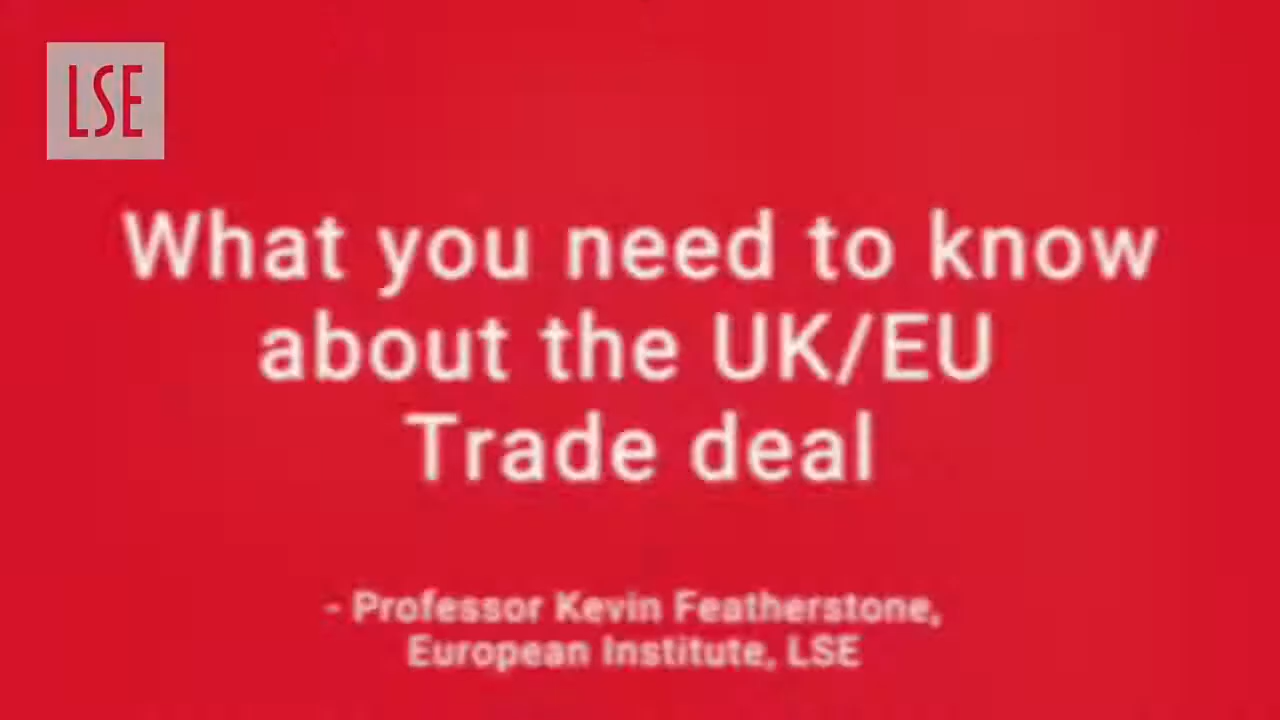 LSE
What you need to know
about the UK/EU
Trade deal
- Professor Kevin Featherstone,
European Institute, LSE